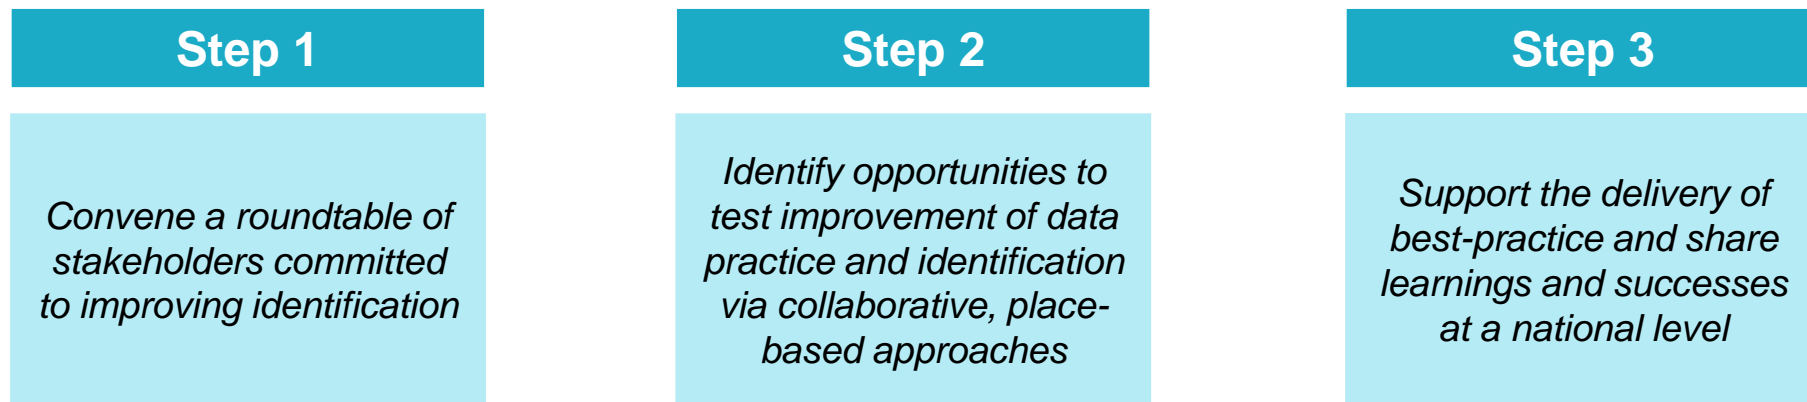 Step 1
Convene a roundtable of
stakeholders committed
to improving identification
Step 2
Identify opportunities to
test improvement of data
practice and identification
via collaborative, place-
based approaches
Step 3
Support the delivery of
best-practice and share
learnings and successes
at a national level